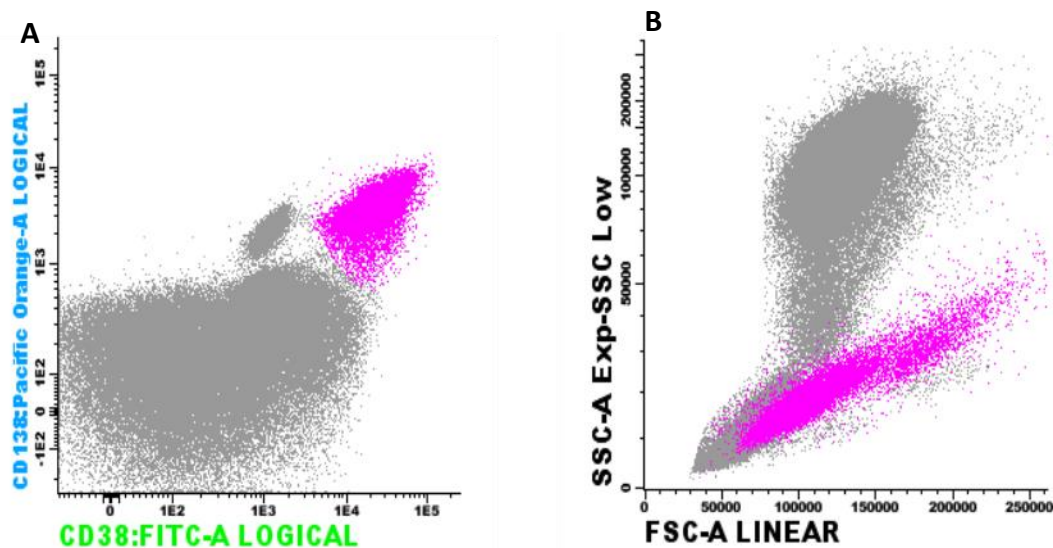 A
1E5
1E4
1E3
1E2
0
-1E2
CD138:Pacific Orange-A LOGICAL
0
1E2
1E3
1E4
1E5
CD38:FITC-A LOGICAL
B
200000
1000000
50000
0
SSC-A Exp-SSC Low
0
50000
100000
150000
200000
250000
FSC-A LINEAR